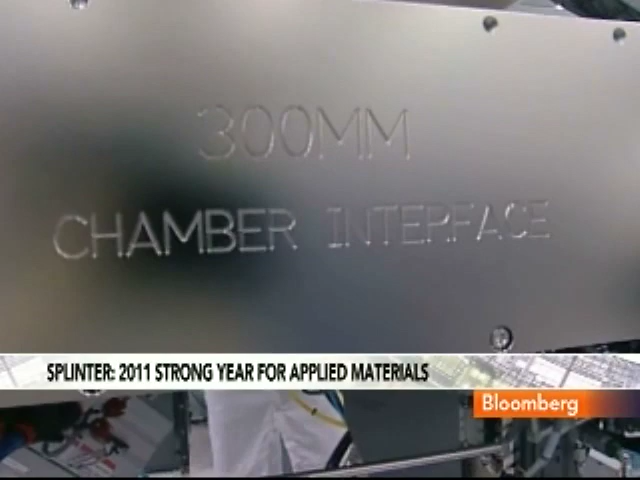 300MM
CHAMBER INTERFACE
SPLINTER: 2011 STRONG YEAR FOR APPLIED MATERIALS
Bloomberg